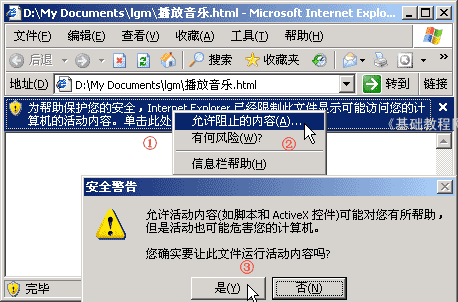 D:\My Documents\lgm\播放音乐.html - Microsoft Internet Explo...
文件(F) 编辑(E) 查看(V) 收藏(A) 工具(T) 帮助(H)
后退 搜索 收藏夹
地址(D) D:\My Documents\lgm\播放音乐.html 转到 链接
为帮助保护您的安全，Internet Explorer 已经限制此文件显示可能访问您的计
算机的活动内容。单击此处
①
允许阻止的内容(A)...
有何风险(W)?
②
信息栏帮助(H)
《基础教程网
安全警告
允许活动内容(如脚本和 ActiveX 控件)可能对您有所帮助，
但是活动也可能危害您的计算机。
您确实要让此文件运行活动内容吗?
③
是(Y) 否(N)
完毕